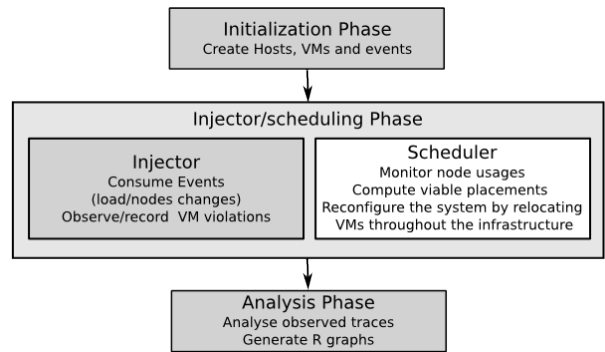 Initialization Phase
Create Hosts, VMs and events
Injector/scheduling Phase
Injector
Consume Events
(load/nodes changes)
Observe/record VM violations
Scheduler
Monitor node usages
Compute viable placements
Reconfigure the system by relocating
VMs throughout the infrastructure
Analysis Phase
Analyse observed traces
Generate R graphs